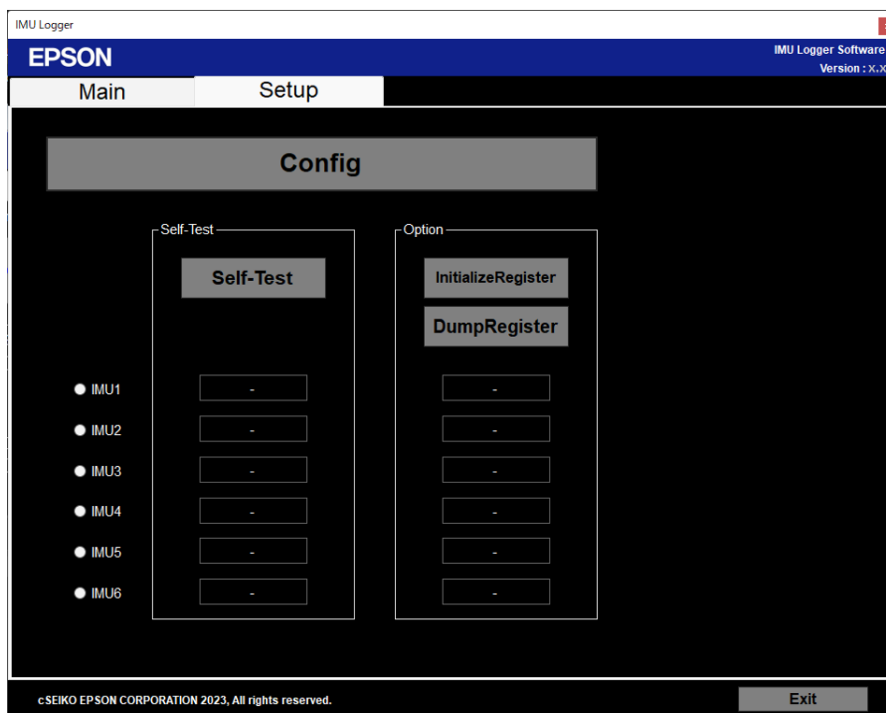 IMU Logger
EPSON
IMU Logger Software
Version : x.x
Main
Setup
Config
Self-Test
Option
Self-Test
InitializeRegister
DumpRegister
IMU1 - -
IMU2 - -
IMU3 - -
IMU4 - -
IMU5 - -
IMU6 - -
cSEIKO EPSON CORPORATION 2023, All rights reserved.
Exit